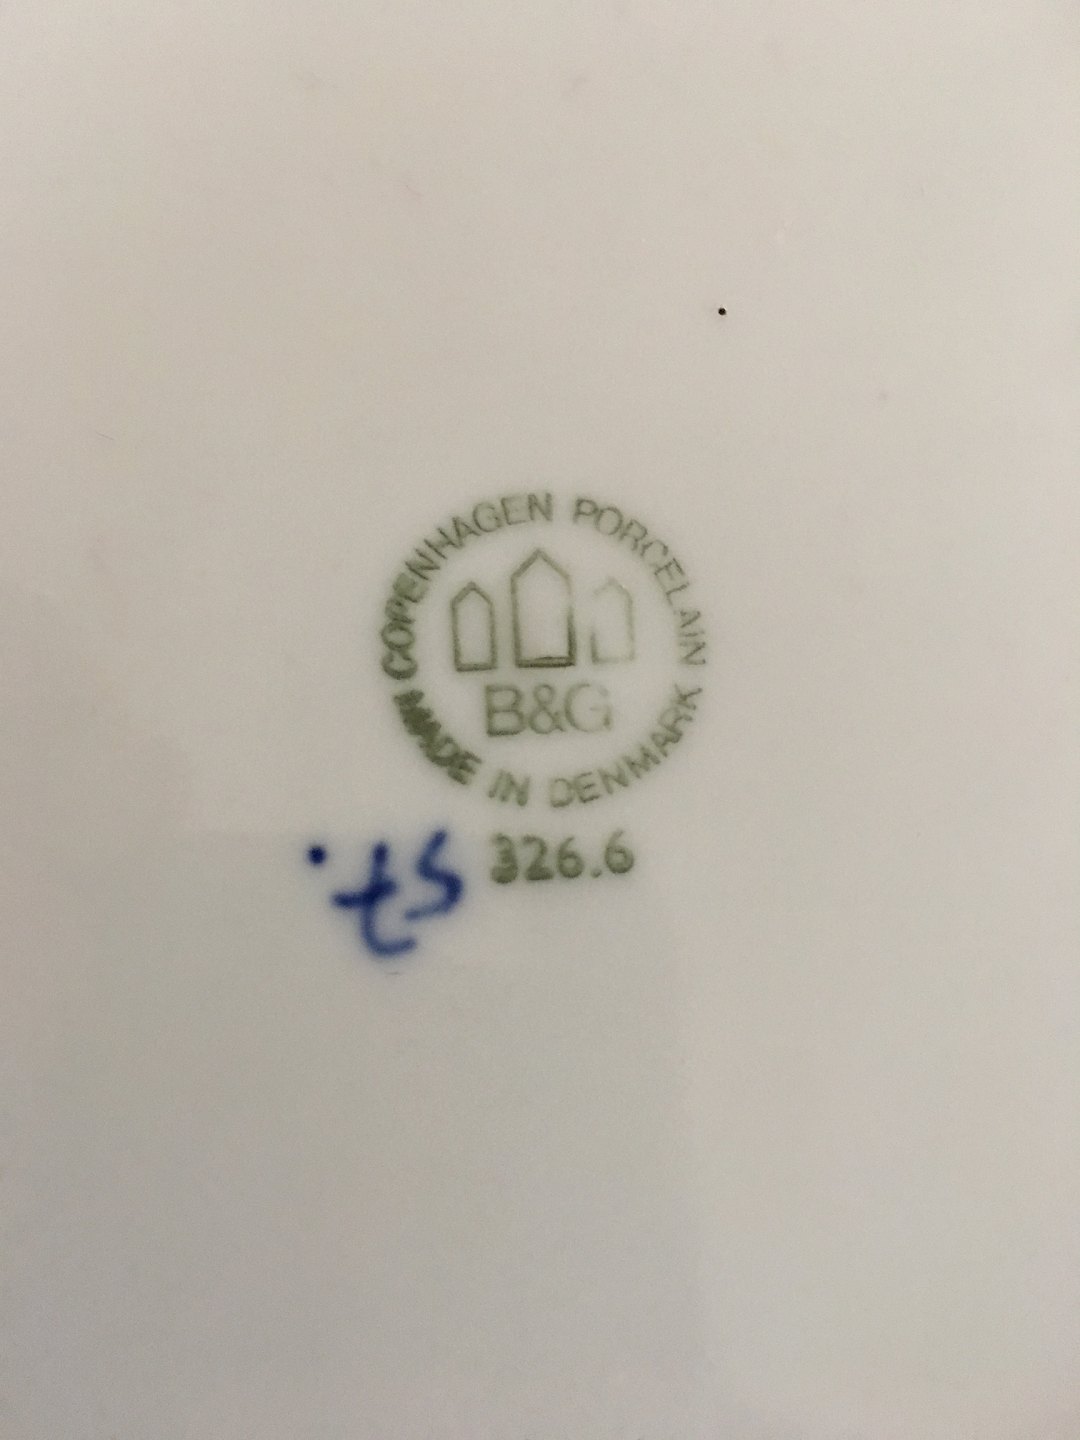 COPENHAGEN PORCELAIN
B&G
MADE IN DENMARK
326.6